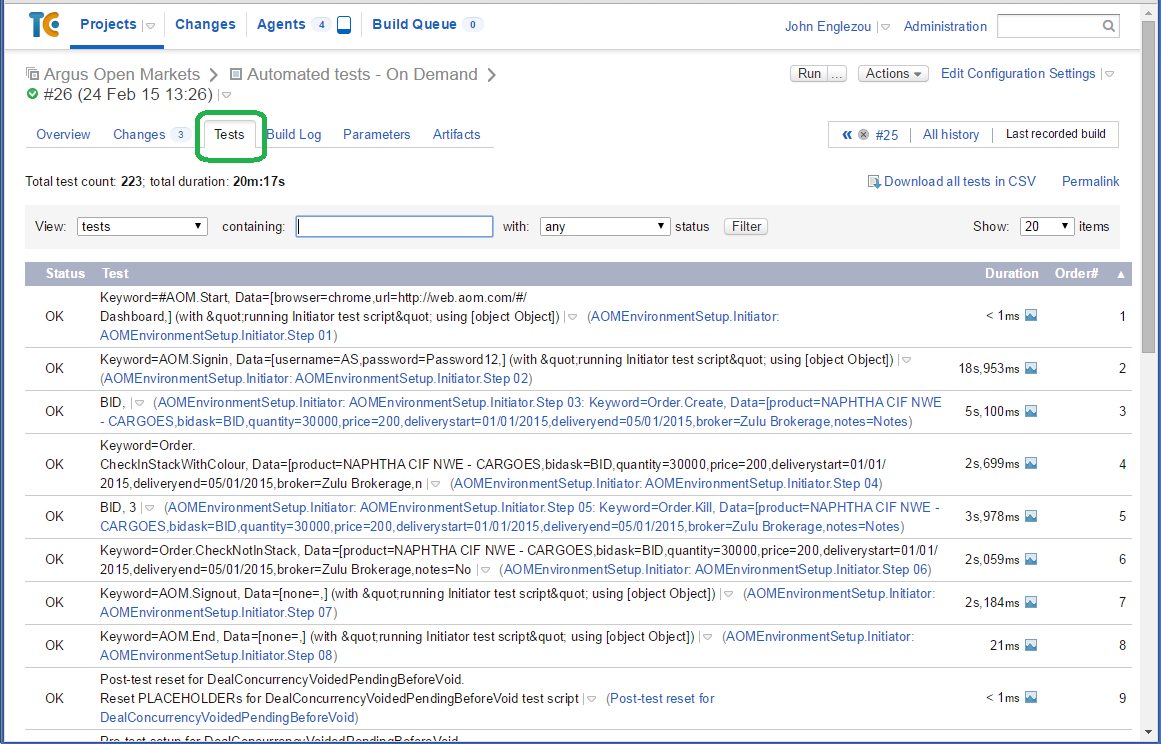 TC Projects Changes Agents 4 Build Queue 0 John Englezou Administration
Argus Open Markets Automated tests - On Demand
Run ... Actions Edit Configuration Settings
#26 (24 Feb 15 13:26)
Overview Changes 3 Tests Build Log Parameters Artifacts « #25 All history Last recorded build
Total test count: 223; total duration: 20m:17s Download all tests in CSV Permalink
View: tests containing: with: any status Filter Show: 20 items
Status Test Duration Order#
Keyword=#AOM.Start, Data=[browser=chrome,url=http://web.aom.com/#/
OK Dashboard,] (with &quot;running Initiator test script&quot; using [object Object]) (AOMEnvironmentSetup.Initiator: < 1ms 1
AOMEnvironmentSetup.Initiator.Step 01)
Keyword=AOM.Signin, Data=[username=AS,password=Password12,] (with &quot;running Initiator test script&quot; using [object Object])
OK 18s,953ms 2
(AOMEnvironmentSetup.Initiator: AOMEnvironmentSetup.Initiator.Step 02)
BID, (AOMEnvironmentSetup.Initiator: AOMEnvironmentSetup.Initiator.Step 03: Keyword=Order.Create, Data=[product=NAPHTHA CIF NWE
OK 5s,100ms 3
- CARGOES,bidask=BID,quantity=30000,price=200,deliverystart=01/01/2015,deliveryend=05/01/2015,broker=Zulu Brokerage,notes=Notes)
Keyword=Order.
OK CheckInStackWithColour, Data=[product=NAPHTHA CIF NWE - CARGOES,bidask=BID,quantity=30000,price=200,deliverystart=01/01/ 2s,699ms 4
2015,deliveryend=05/01/2015,broker=Zulu Brokerage,n (AOMEnvironmentSetup.Initiator: AOMEnvironmentSetup.Initiator.Step 04)
BID, 3 (AOMEnvironmentSetup.Initiator: AOMEnvironmentSetup.Initiator.Step 05: Keyword=Order.Kill, Data=[product=NAPHTHA CIF NWE -
OK 3s,978ms 5
CARGOES,bidask=BID,quantity=30000,price=200,deliverystart=01/01/2015,deliveryend=05/01/2015,broker=Zulu Brokerage,notes=Notes)
Keyword=Order.CheckNotInStack, Data=[product=NAPHTHA CIF NWE - CARGOES,bidask=BID,quantity=30000,price=200,deliverystart=01/01/
OK 2s,059ms 6
2015,deliveryend=05/01/2015,broker=Zulu Brokerage,notes=No (AOMEnvironmentSetup.Initiator: AOMEnvironmentSetup.Initiator.Step 06)
Keyword=AOM.Signout, Data=[none=,] (with &quot;running Initiator test script&quot; using [object Object]) (AOMEnvironmentSetup.Initiator:
OK 2s,184ms 7
AOMEnvironmentSetup.Initiator.Step 07)
Keyword=AOM.End, Data=[none=,] (with &quot;running Initiator test script&quot; using [object Object]) (AOMEnvironmentSetup.Initiator:
OK 21ms 8
AOMEnvironmentSetup.Initiator.Step 08)
Post-test reset for DealConcurrencyVoidedPendingBeforeVoid.
OK Reset PLACEHOLDERs for DealConcurrencyVoidedPendingBeforeVoid test script (Post-test reset for < 1ms 9
DealConcurrencyVoidedPendingBeforeVoid)
Pre-test setup for DealConcurrencyVoidedPendingBeforeVoid.